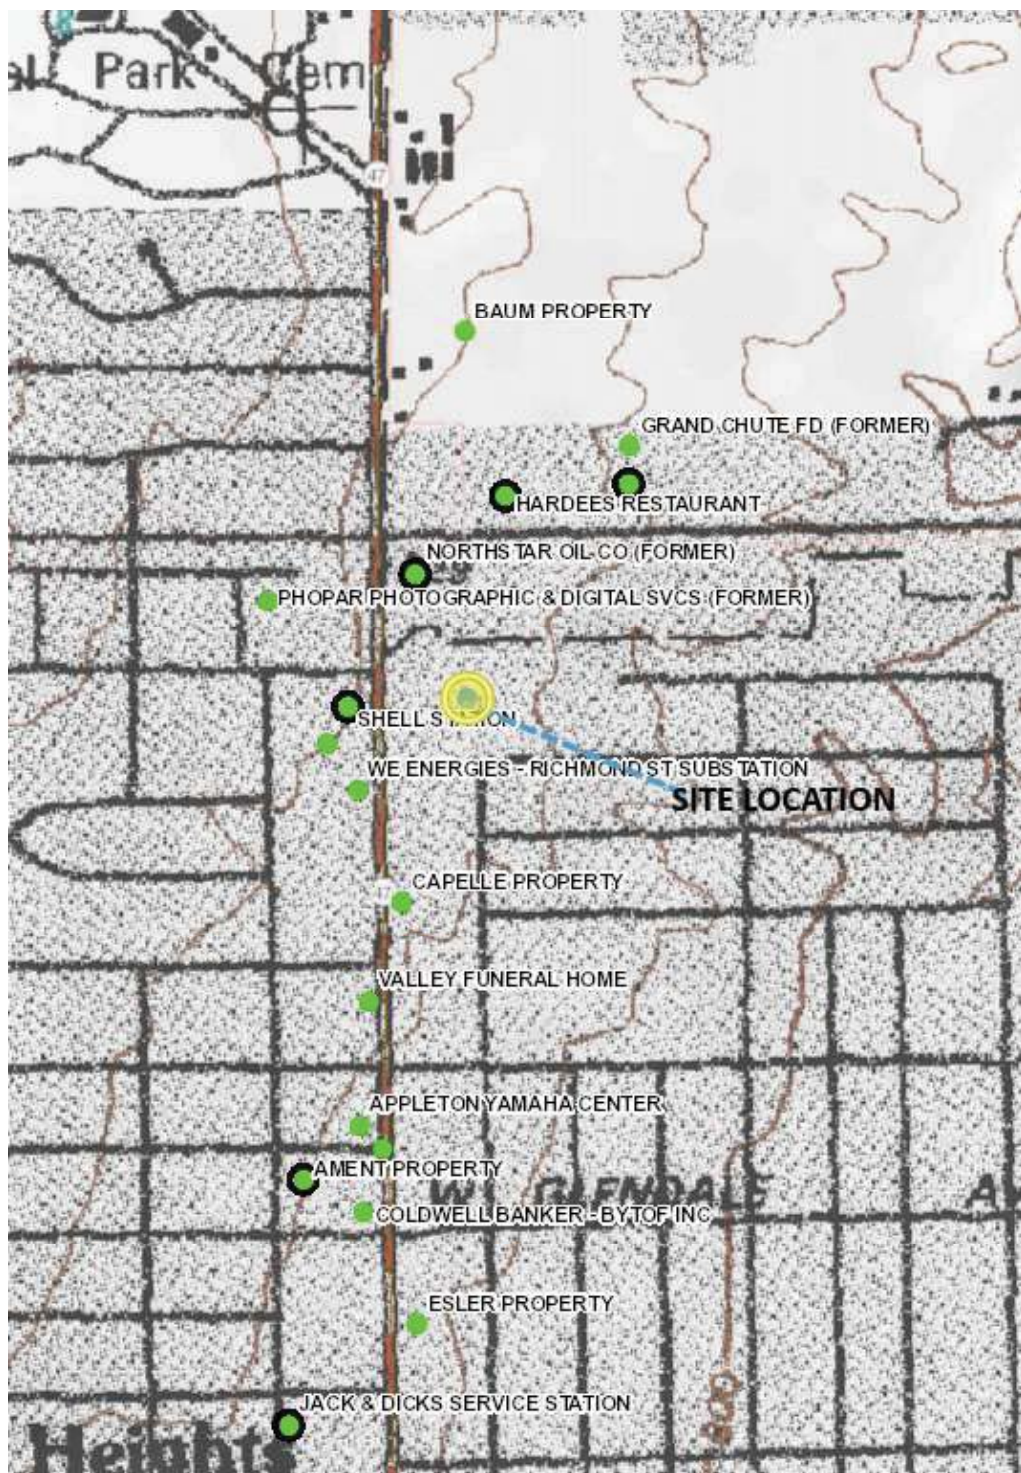 al Park Cem
47
BAUM PROPERTY
GRAND CHUTE FD (FORMER)
HARDEES RESTAURANT
NORTHSTAR OIL CO (FORMER)
PHOPAR PHOTOGRAPHIC & DIGITAL SVCS (FORMER)
SHELL STATION
WE ENERGIES - RICHMOND ST SUBSTATION
SITE LOCATION
CAPELLE PROPERTY
VALLEY FUNERAL HOME
APPLETON YAMAHA CENTER
AMENT PROPERTY
W GLENDALE AV
COLDWELL BANKER - BYTOF INC
ESLER PROPERTY
JACK & DICKS SERVICE STATION
Heights